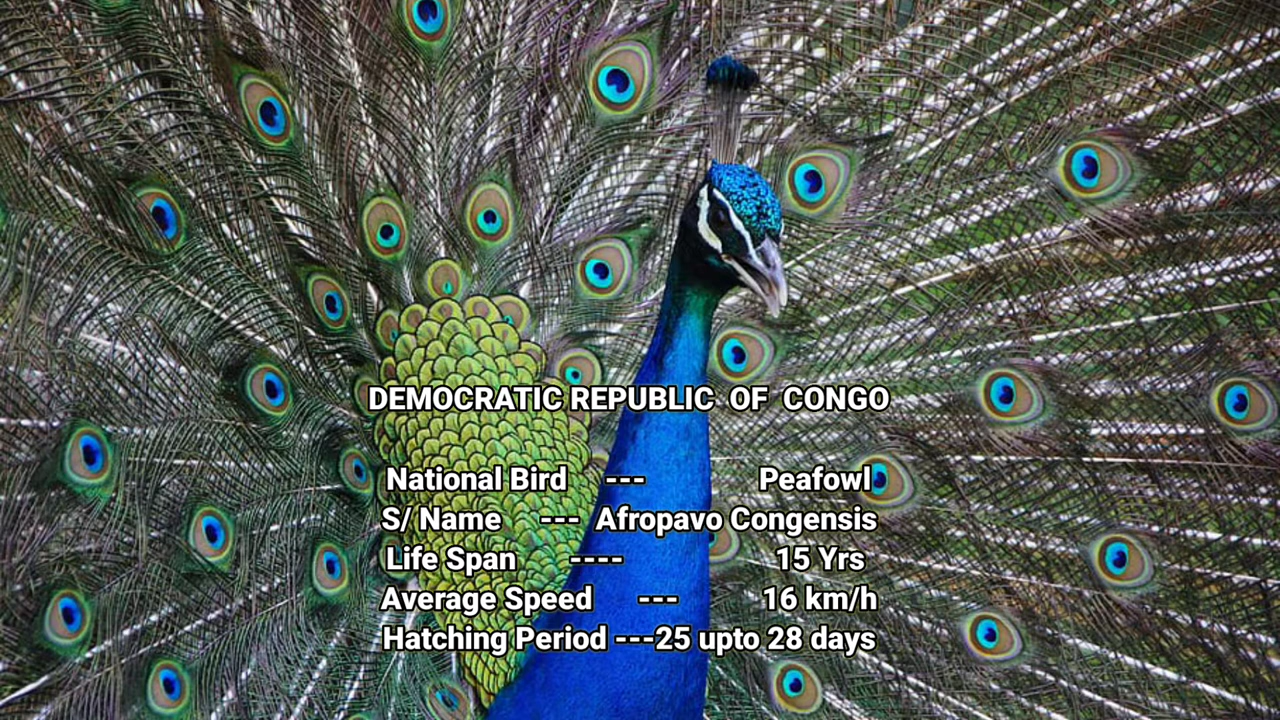 DEMOCRATIC REPUBLIC OF CONGO
National Bird --- Peafowl
S/ Name --- Afropavo Congensis
Life Span ---- 15 Yrs
Average Speed --- 16 km/h
Hatching Period ---25 upto 28 days